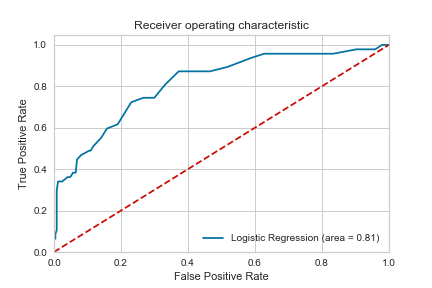 Receiver operating characteristic
1.0
0.8
0.6
0.4
0.2
0.0
True Positive Rate
Logistic Regression (area = 0.81)
0.0 0.2 0.4 0.6 0.8 1.0
False Positive Rate